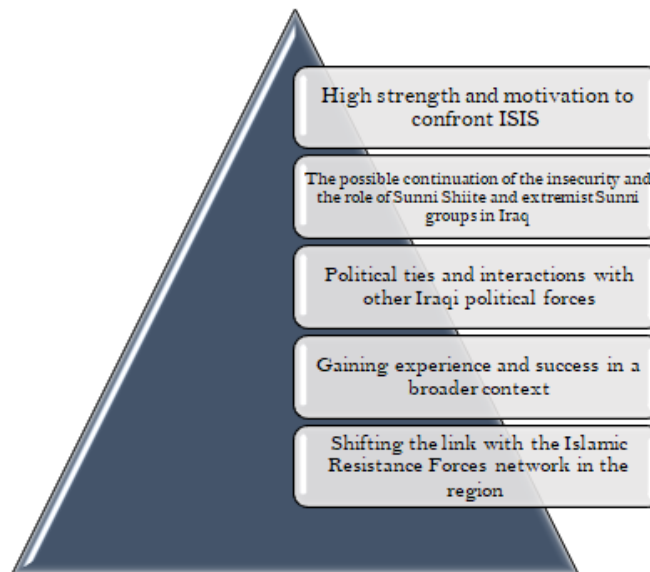 High strength and motivation to
confront ISIS
The possible continuation of the insecurity and
the role of Sunni Shiite and extremist Sunni
groups in Iraq
Political ties and interactions with
other Iraqi political forces
Gaining experience and success in a
broader context
Shifting the link with the Islamic
Resistance Forces network in the
region